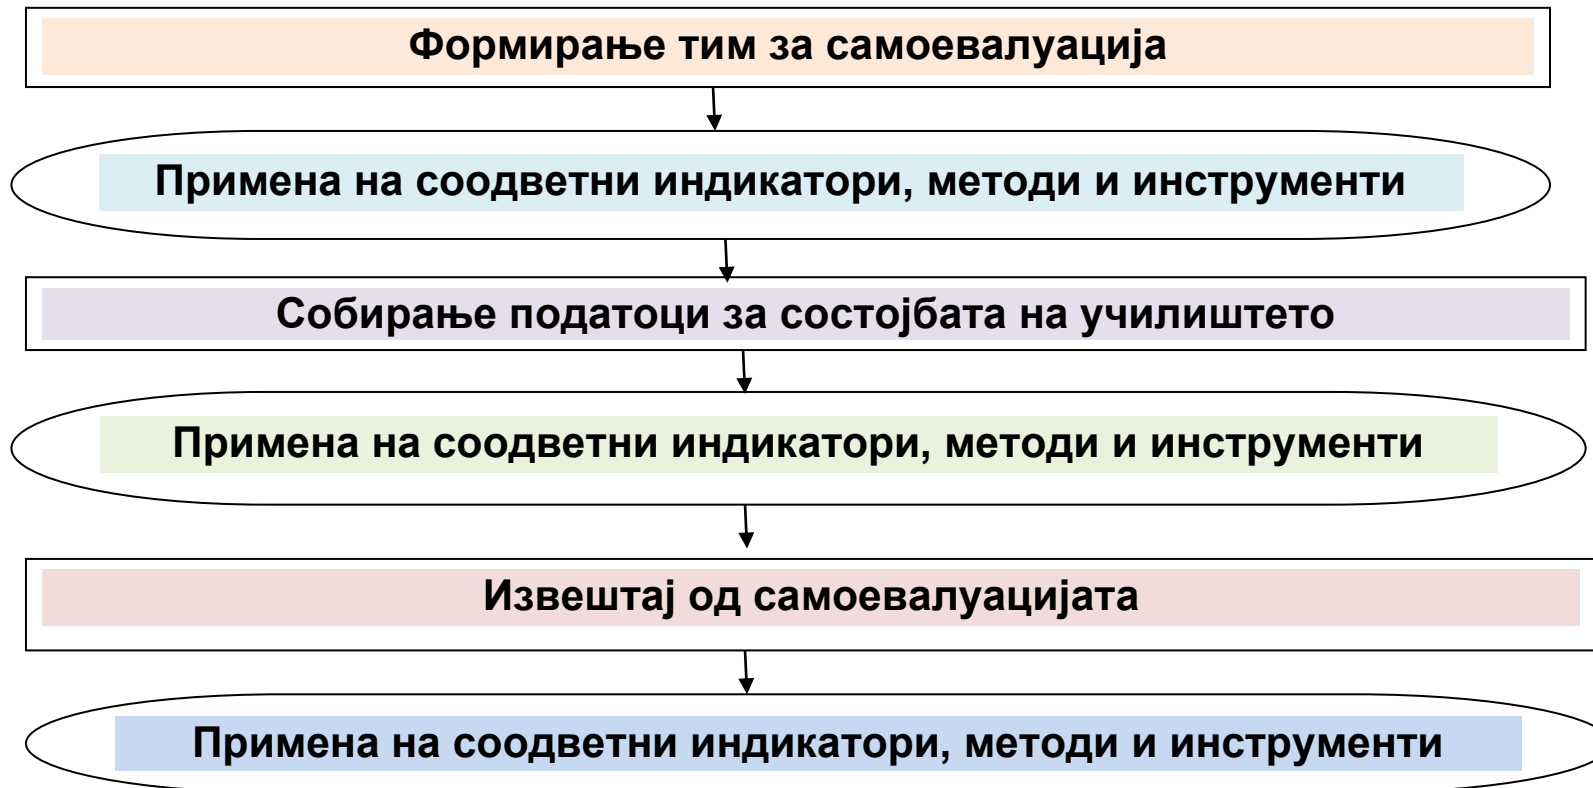 Формирање тим за самоевалуација
Примена на соодветни индикатори, методи и инструменти
Собирање податоци за состојбата на училиштето
Примена на соодветни индикатори, методи и инструменти
Извештај од самоевалуацијата
Примена на соодветни индикатори, методи и инструменти